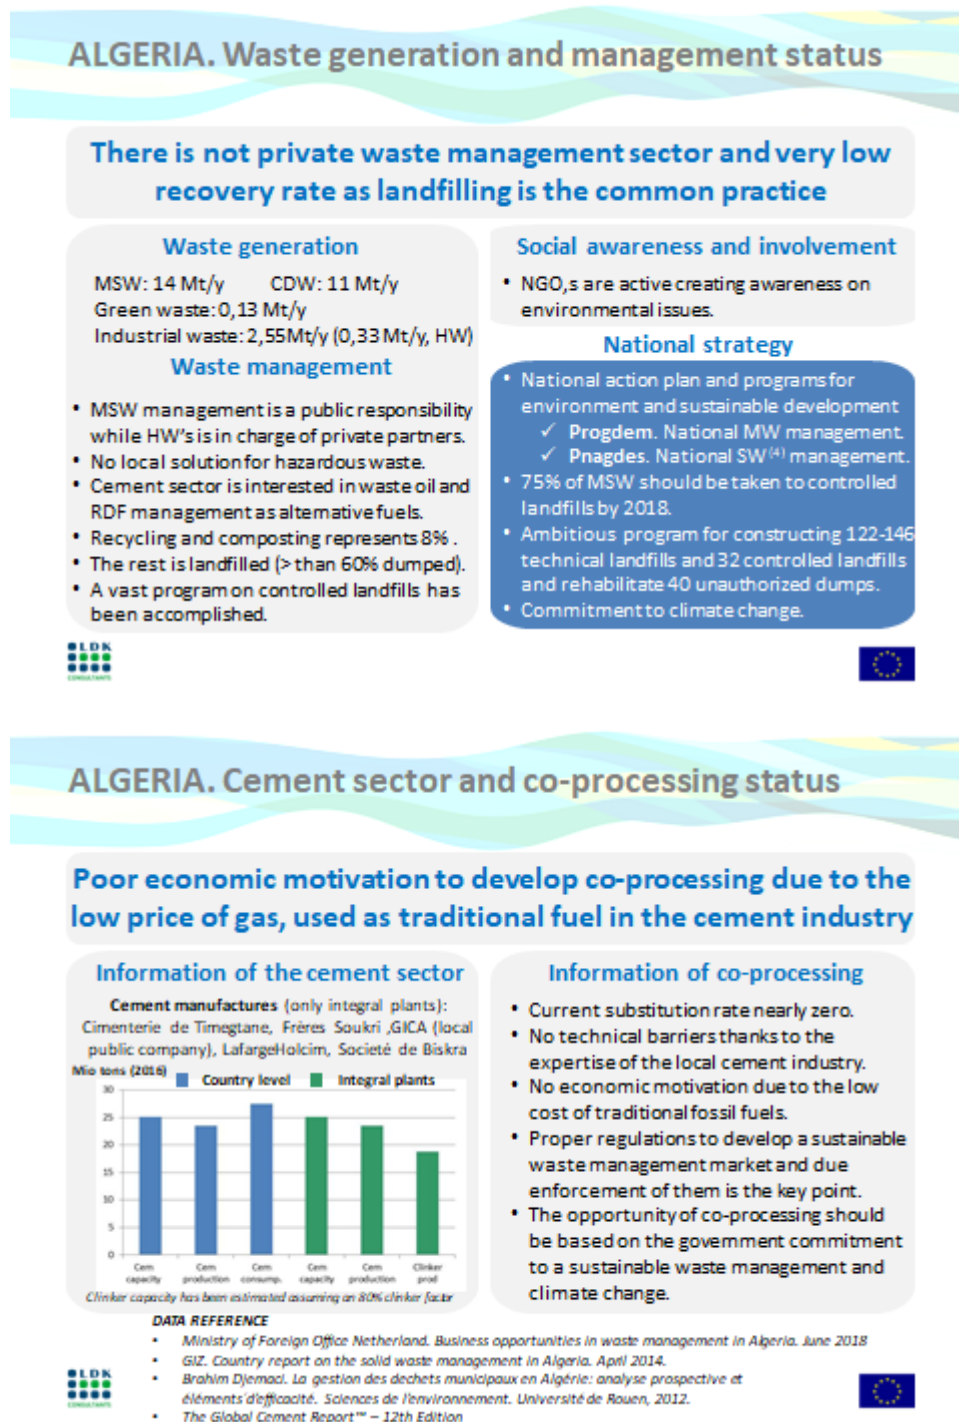 ALGERIA. Waste generation and management status
There is not private waste management sector and very low
recovery rate as landfilling is the common practice
Waste generation
MSW: 14 Mt/y CDW: 11 Mt/y
Green waste: 0,13 Mt/y
Industrial waste: 2,55Mt/y (0,33 Mt/y, HW)
Waste management
• MSW management is a public responsibility
while HW's is in charge of private partners.
• No local solution for hazardous waste.
• Cement sector is interested in waste oil and
RDF management as alternative fuels.
• Recycling and composting represents 8% .
• The rest is landfilled (> than 60% dumped).
• A vast program on controlled landfills has
been accomplished.
Social awareness and involvement
• NGO,s are active creating awareness on
environmental issues.
National strategy
• National action plan and programs for
environment and sustainable development
✓ Progdem. National MW management.
✓ Pnagdes. National SW (4) management.
• 75% of MSW should be taken to controlled
landfills by 2018.
• Ambitious program for constructing 122-146
technical landfills and 32 controlled landfills
and rehabilitate 40 unauthorized dumps.
• Commitment to climate change.
LDK
CONSULTANTS
ALGERIA. Cement sector and co-processing status
Poor economic motivation to develop co-processing due to the
low price of gas, used as traditional fuel in the cement industry
Information of the cement sector
Cement manufactures (only integral plants):
Cimenterie de Timegtane, Frères Soukri ,GICA (local
public company), LafargeHolcim, Societé de Biskra
Mio tons (2016)
Country level Integral plants
30
25
20
15
10
5
0
Cem capacity
Cem production
Cem consump.
Cem capacity
Cem production
Clinker prod
Clinker capacity has been estimated assuming an 80% clinker factor
Information of co-processing
• Current substitution rate nearly zero.
• No technical barriers thanks to the
expertise of the local cement industry.
• No economic motivation due to the low
cost of traditional fossil fuels.
• Proper regulations to develop a sustainable
waste management market and due
enforcement of them is the key point.
• The opportunity of co-processing should
be based on the government commitment
to a sustainable waste management and
climate change.
DATA REFERENCE
• Ministry of Foreign Office Netherland. Business opportunities in waste management in Algeria. June 2018
• GIZ. Country report on the solid waste management in Algeria. April 2014.
• Brahim Djemaci. La gestion des dechets municipaux en Algérie: analyse prospective et
éléments d'efficacité. Sciences de l'environnement. Université de Rouen, 2012.
• The Global Cement Report™ – 12th Edition
LDK
CONSULTANTS